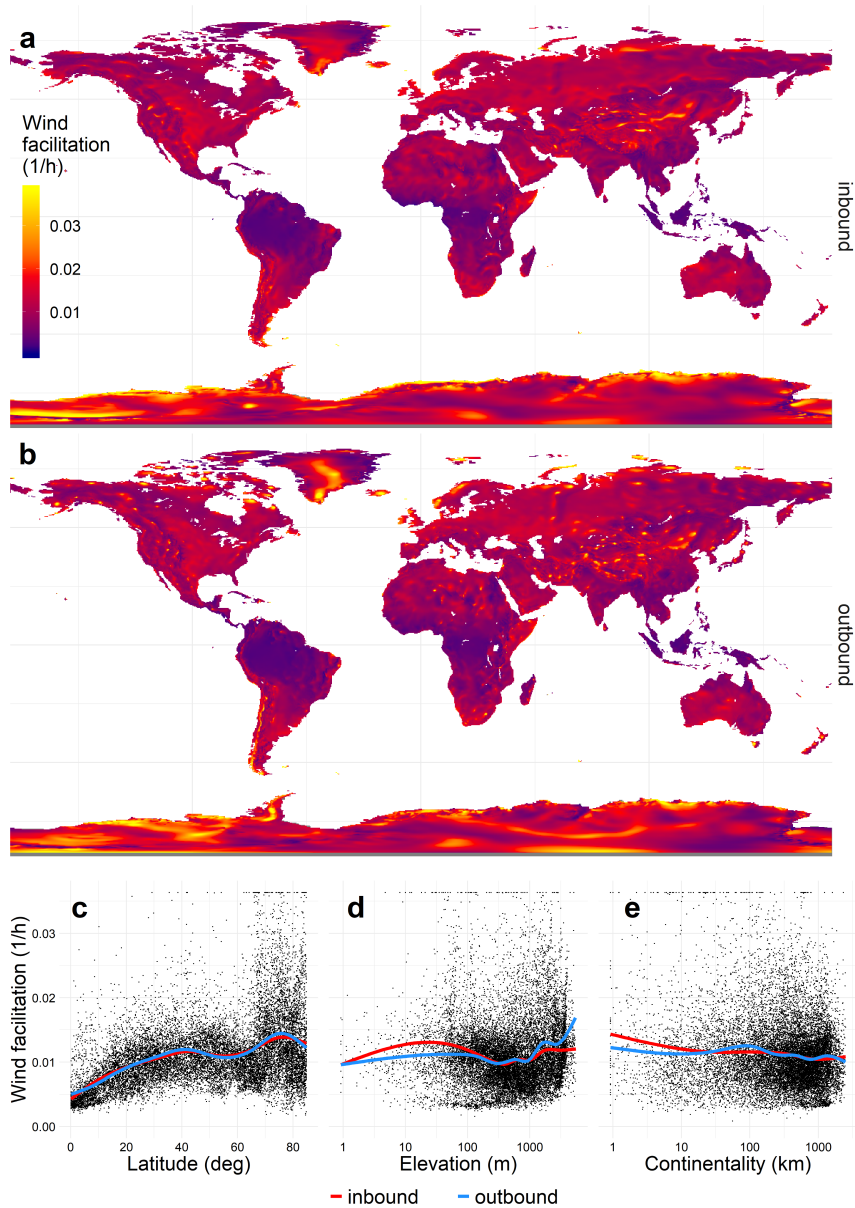 a
Wind
facilitation
(1/h)
0.03
0.02
0.01
inbound
b
outbound
c
d
e
Wind facilitation (1/h)
0.03
0.02
0.01
0.00
0 20 40 60 80
1 10 100 1000
1 10 100 1000
Latitude (deg)
Elevation (m)
Continentality (km)
inbound outbound